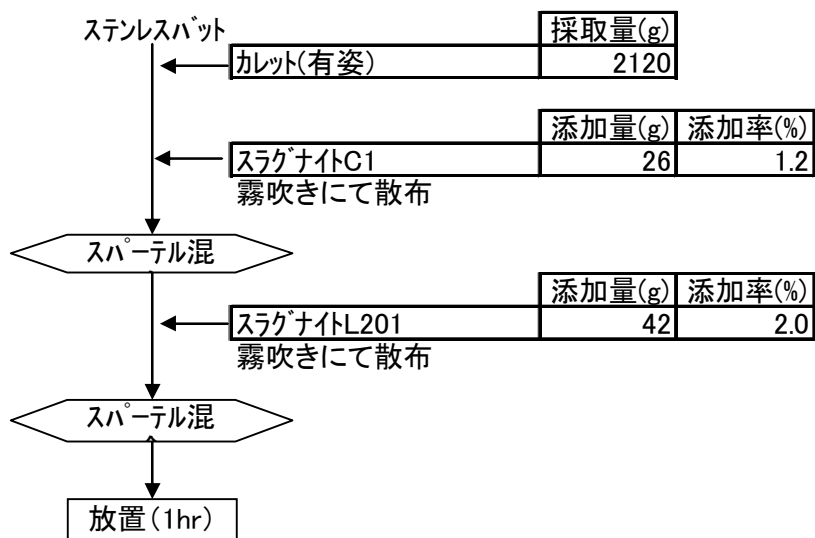 ｽﾃﾝﾚｽﾊﾞｯﾄ
採取量(g)
ｶﾚｯﾄ(有姿) 2120
添加量(g) 添加率(%)
ｽﾗｸﾞﾅｲﾄC1 26 1.2
霧吹きにて散布
ｽﾊﾟｰﾃﾙ混
添加量(g) 添加率(%)
ｽﾗｸﾞﾅｲﾄL201 42 2.0
霧吹きにて散布
ｽﾊﾟｰﾃﾙ混
放置(1hr)